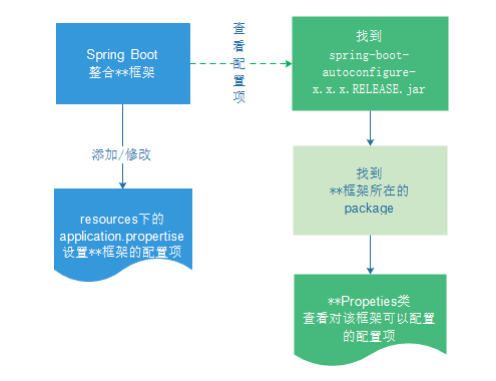 Spring Boot
整合**框架
查看配置项
找到
spring-boot-
autoconfigure-
x.x.x.RELEASE.jar
添加/修改
找到
**框架所在的
package
resources下的
application.propertise
设置**框架的配置项
**Propeties类
查看对该框架可以配置
的配置项